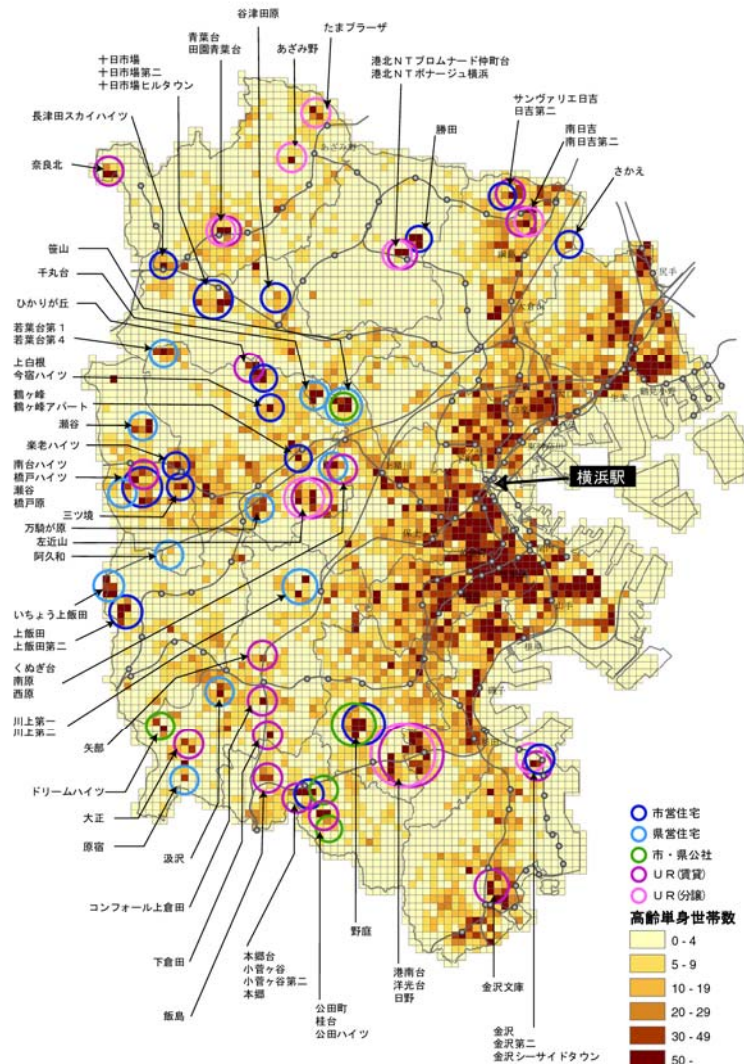 谷津田原
たまプラーザ
青葉台
田園青葉台
あざみ野
十日市場
十日市場第二
十日市場ヒルタウン
港北ＮＴプロムナード仲町台
港北ＮＴボナージュ横浜
サンヴァリエ日吉
日吉第二
長津田スカイハイツ
勝田
南日吉
南日吉第二
奈良北
さかえ
あざみ野
笹山
千丸台
ひかりが丘
若葉台第１
若葉台第４
上白根
今宿ハイツ
鶴ヶ峰
鶴ヶ峰アパート
瀬谷
楽老ハイツ
南台ハイツ
橋戸ハイツ
瀬谷
橋戸原
三ツ境
万騎が原
左近山
阿久和
横浜駅
いちょう上飯田
上飯田
上飯田第二
くぬぎ台
南原
西原
川上第一
川上第二
矢部
ドリームハイツ
大正
原宿
汲沢
コンフォール上倉田
下倉田
飯島
本郷台
小菅ヶ谷
小菅ヶ谷第二
本郷
公田町
桂台
公田ハイツ
野庭
港南台
洋光台
日野
金沢文庫
金沢
金沢第二
金沢シーサイドタウン
市営住宅
県営住宅
市・県公社
ＵＲ(賃貸)
ＵＲ(分譲)
高齢単身世帯数
0 - 4
5 - 9
10 - 19
20 - 29
30 - 49
50 -